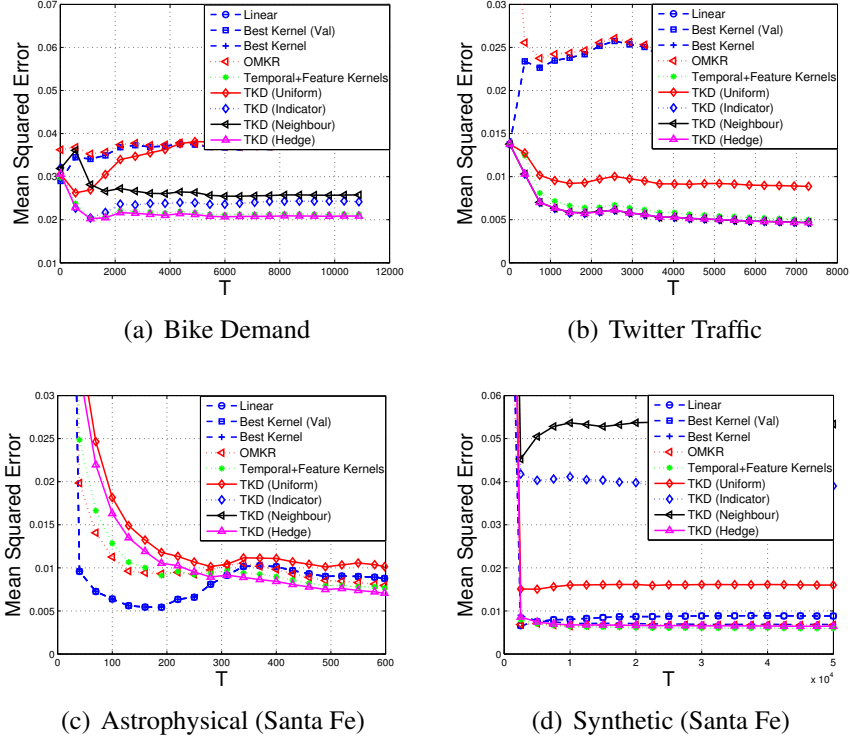 0.07
0.06
0.05
0.04
0.03
0.02
0.01
Mean Squared Error
0 2000 4000 6000 8000 10000 12000
T
Linear
Best Kernel (Val)
Best Kernel
OMKR
Temporal+Feature Kernels
TKD (Uniform)
TKD (Indicator)
TKD (Neighbour)
TKD (Hedge)
(a) Bike Demand
0.03
0.025
0.02
0.015
0.01
0.005
0
Mean Squared Error
0 1000 2000 3000 4000 5000 6000 7000 8000
T
Linear
Best Kernel (Val)
Best Kernel
OMKR
Temporal+Feature Kernels
TKD (Uniform)
TKD (Indicator)
TKD (Neighbour)
TKD (Hedge)
(b) Twitter Traffic
0.03
0.025
0.02
0.015
0.01
0.005
0
Mean Squared Error
0 100 200 300 400 500 600
T
Linear
Best Kernel (Val)
Best Kernel
OMKR
Temporal+Feature Kernels
TKD (Uniform)
TKD (Indicator)
TKD (Neighbour)
TKD (Hedge)
(c) Astrophysical (Santa Fe)
0.06
0.05
0.04
0.03
0.02
0.01
0
Mean Squared Error
0 1 2 3 4 5
x 10⁴
T
Linear
Best Kernel (Val)
Best Kernel
OMKR
Temporal+Feature Kernels
TKD (Uniform)
TKD (Indicator)
TKD (Neighbour)
TKD (Hedge)
(d) Synthetic (Santa Fe)